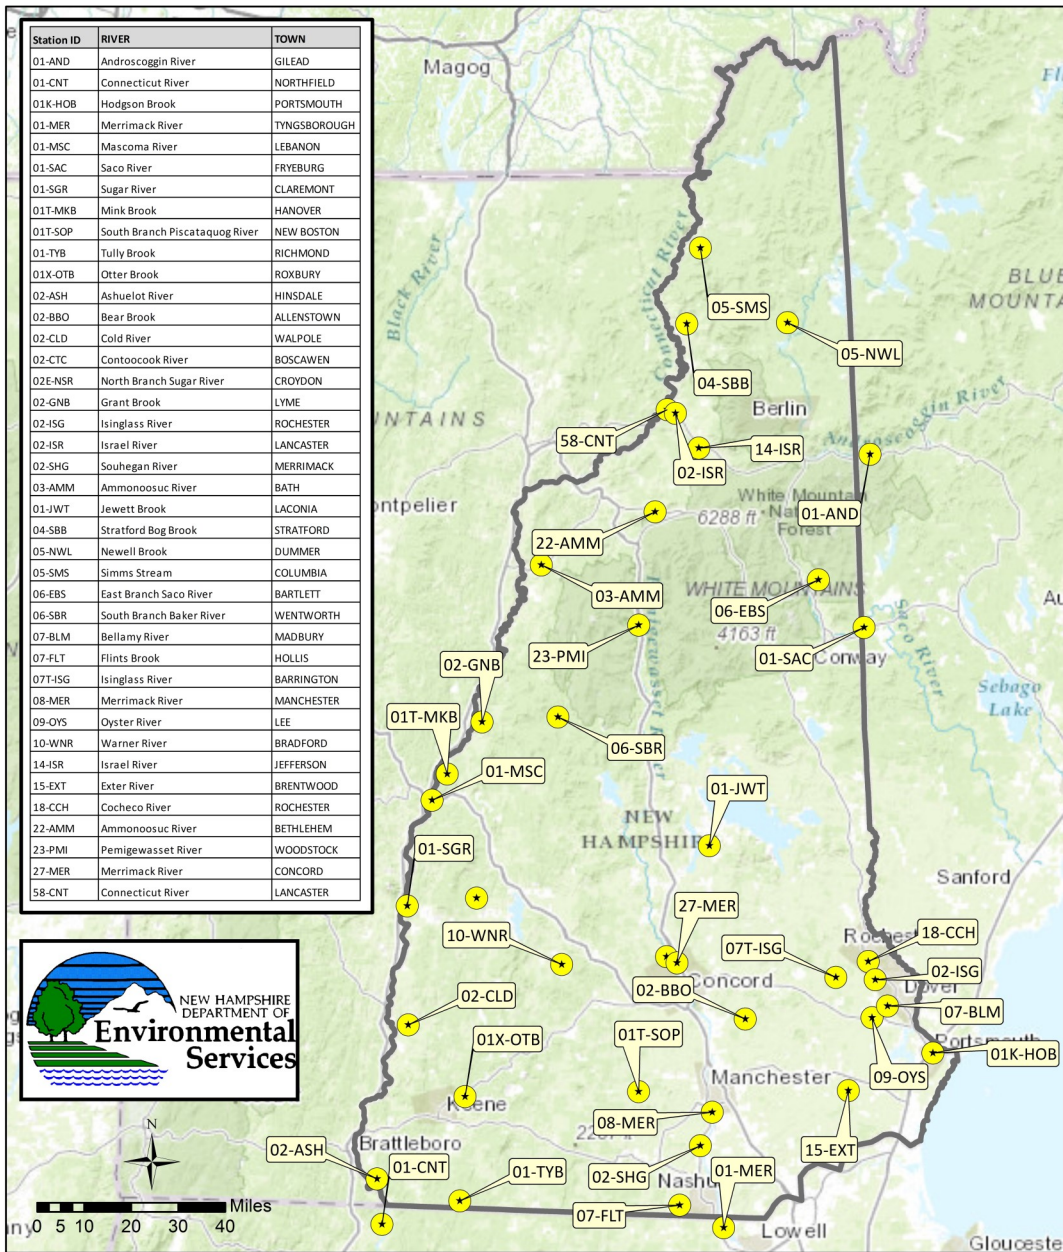 Station ID RIVER TOWN
01-AND Androscoggin River GILEAD
01-CNT Connecticut River NORTHFIELD
01K-HOB Hodgson Brook PORTSMOUTH
01-MER Merrimack River TYNGSBOROUGH
01-MSC Mascoma River LEBANON
01-SAC Saco River FRYEBURG
01-SGR Sugar River CLAREMONT
01T-MKB Mink Brook HANOVER
01T-SOP South Branch Piscataquog River NEW BOSTON
01-TYB Tully Brook RICHMOND
01X-OTB Otter Brook ROXBURY
02-ASH Ashuelot River HINSDALE
02-BBO Bear Brook ALLENSTOWN
02-CLD Cold River WALPOLE
02-CTC Contoocook River BOSCAWEN
02E-NSR North Branch Sugar River CROYDON
02-GNB Grant Brook LYME
02-ISG Isinglass River ROCHESTER
02-ISR Israel River LANCASTER
02-SHG Souhegan River MERRIMACK
03-AMM Ammonoosuc River BATH
01-JWT Jewett Brook LACONIA
04-SBB Stratford Bog Brook STRATFORD
05-NWL Newell Brook DUMMER
05-SMS Simms Stream COLUMBIA
06-EBS East Branch Saco River BARTLETT
06-SBR South Branch Baker River WENTWORTH
07-BLM Bellamy River MADBURY
07-FLT Flints Brook HOLLIS
07T-ISG Isinglass River BARRINGTON
08-MER Merrimack River MANCHESTER
09-OYS Oyster River LEE
10-WNR Warner River BRADFORD
14-ISR Israel River JEFFERSON
15-EXT Exter River BRENTWOOD
18-CCH Cocheco River ROCHESTER
22-AMM Ammonoosuc River BETHLEHEM
23-PMI Pemigewasset River WOODSTOCK
27-MER Merrimack River CONCORD
58-CNT Connecticut River LANCASTER
NEW HAMPSHIRE
DEPARTMENT OF
Environmental
Services
N
Miles
0 5 10 20 30 40
Magog
Black River
Connecticut River
BLUE
MOUNTA
05-SMS
05-NWL
04-SBB
Berlin
Androscoggin River
UNTAINS
58-CNT
02-ISR
14-ISR
ontpelier
White Mountain
6288 ft
Forest
01-AND
22-AMM
03-AMM
WHITE MOUNTAINS
06-EBS
4163 ft
23-PMI
01-SAC
Conway
Saco River
Sebago
Lake
02-GNB
01T-MKB
06-SBR
01-MSC
01-JWT
NEW
HAMPSHIR
01-SGR
Sanford
27-MER
10-WNR
07T-ISG
18-CCH
02-ISG
Concord
Dover
02-BBO
02-CLD
07-BLM
01X-OTB
01T-SOP
Portsmouth
01K-HOB
09-OYS
Keene
Manchester
08-MER
15-EXT
Brattleboro
02-ASH
01-CNT
01-TYB
02-SHG
Nashu
01-MER
07-FLT
Lowell
Glouceste